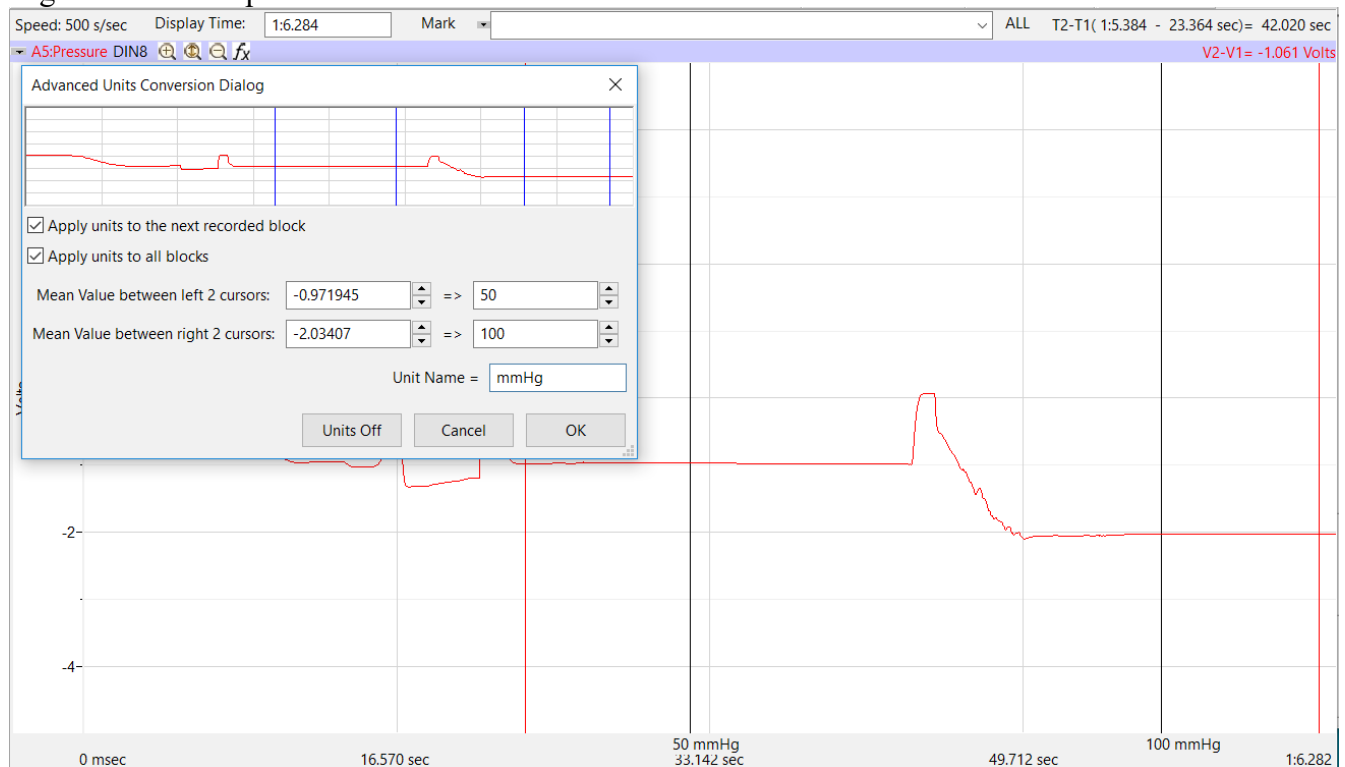 Speed: 500 s/sec Display Time: 1:6.284 Mark ALL T2-T1( 1:5.384 - 23.364 sec)= 42.020 sec
A5:Pressure DIN8 fx V2-V1= -1.061 Volts
Advanced Units Conversion Dialog
Apply units to the next recorded block
Apply units to all blocks
Mean Value between left 2 cursors: -0.971945 => 50
Mean Value between right 2 cursors: -2.03407 => 100
Unit Name = mmHg
Units Off Cancel OK
-2
-4
50 mmHg 100 mmHg
0 msec 16.570 sec 33.142 sec 49.712 sec 1:6.282